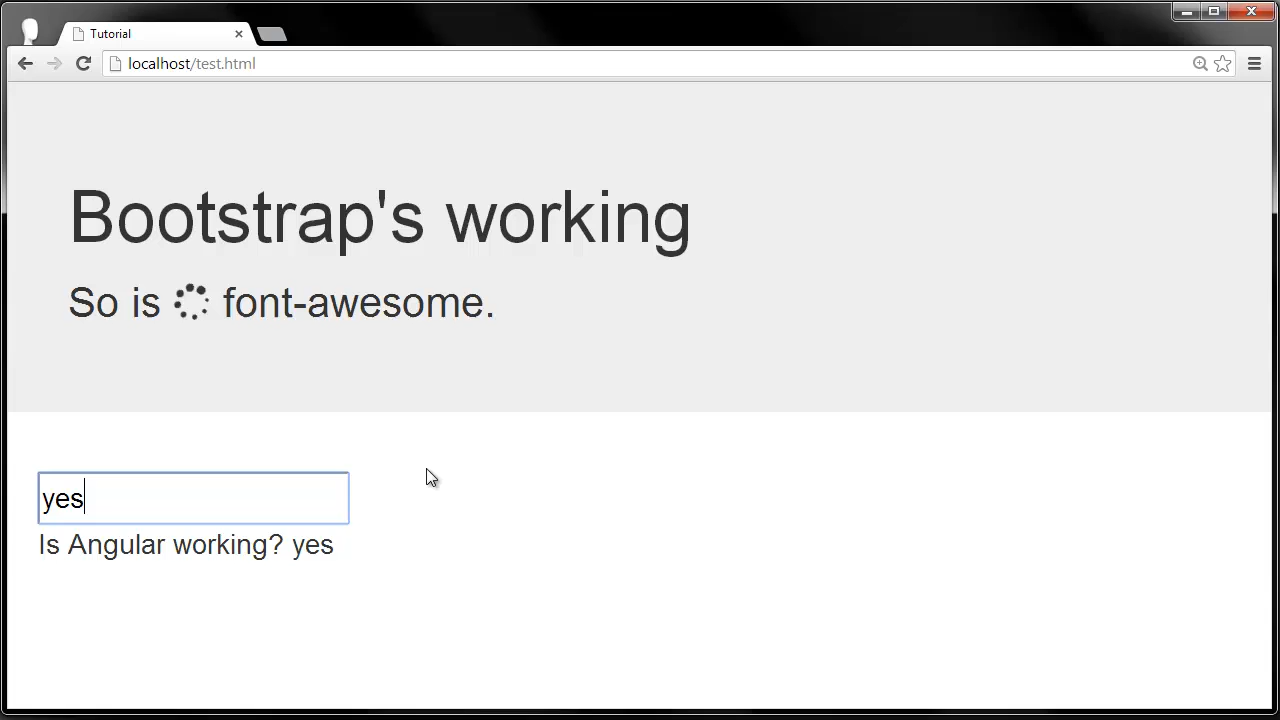 Tutorial
localhost/test.html
Bootstrap's working
So is font-awesome.
yes
Is Angular working? yes